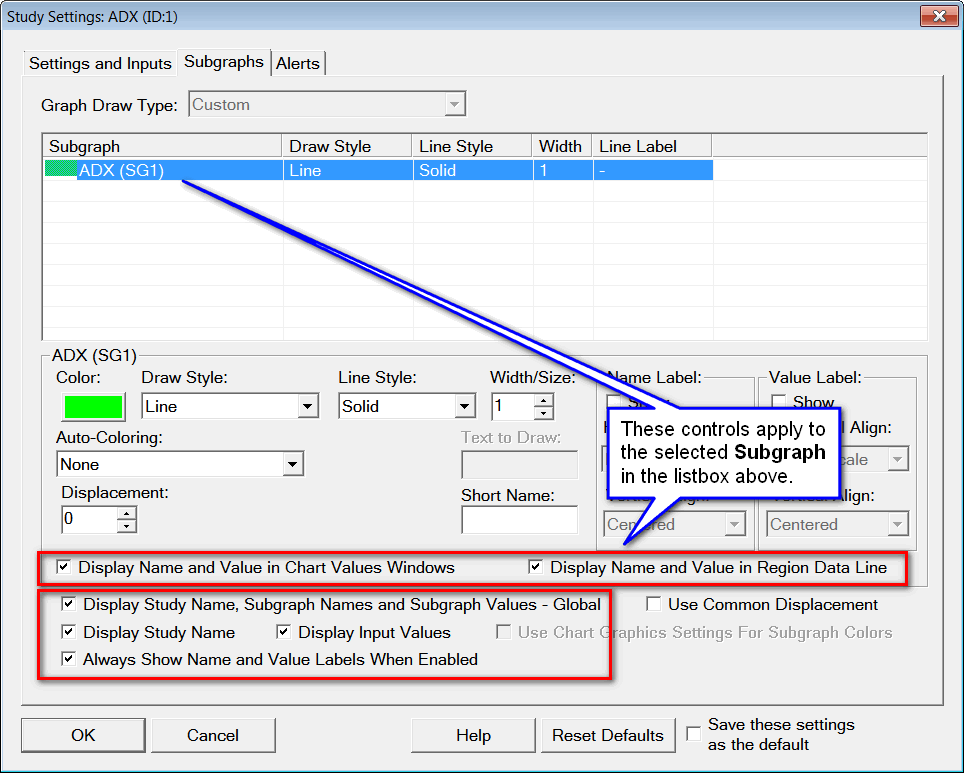 Study Settings: ADX (ID:1)
Settings and Inputs Subgraphs Alerts
Graph Draw Type: Custom
Subgraph Draw Style Line Style Width Line Label
ADX (SG1) Line Solid 1 -
ADX (SG1)
Color: Draw Style: Line Style: Width/Size: Name Label: Value Label:
Line Solid 1 Show
Auto-Coloring: Text to Draw: Align:
None
These controls apply to
the selected Subgraph
in the listbox above.
Displacement: Short Name: Align:
0 Centered Centered
Display Name and Value in Chart Values Windows Display Name and Value in Region Data Line
Display Study Name, Subgraph Names and Subgraph Values - Global Use Common Displacement
Display Study Name Display Input Values Use Chart Graphics Settings For Subgraph Colors
Always Show Name and Value Labels When Enabled
OK Cancel Help Reset Defaults Save these settings
as the default